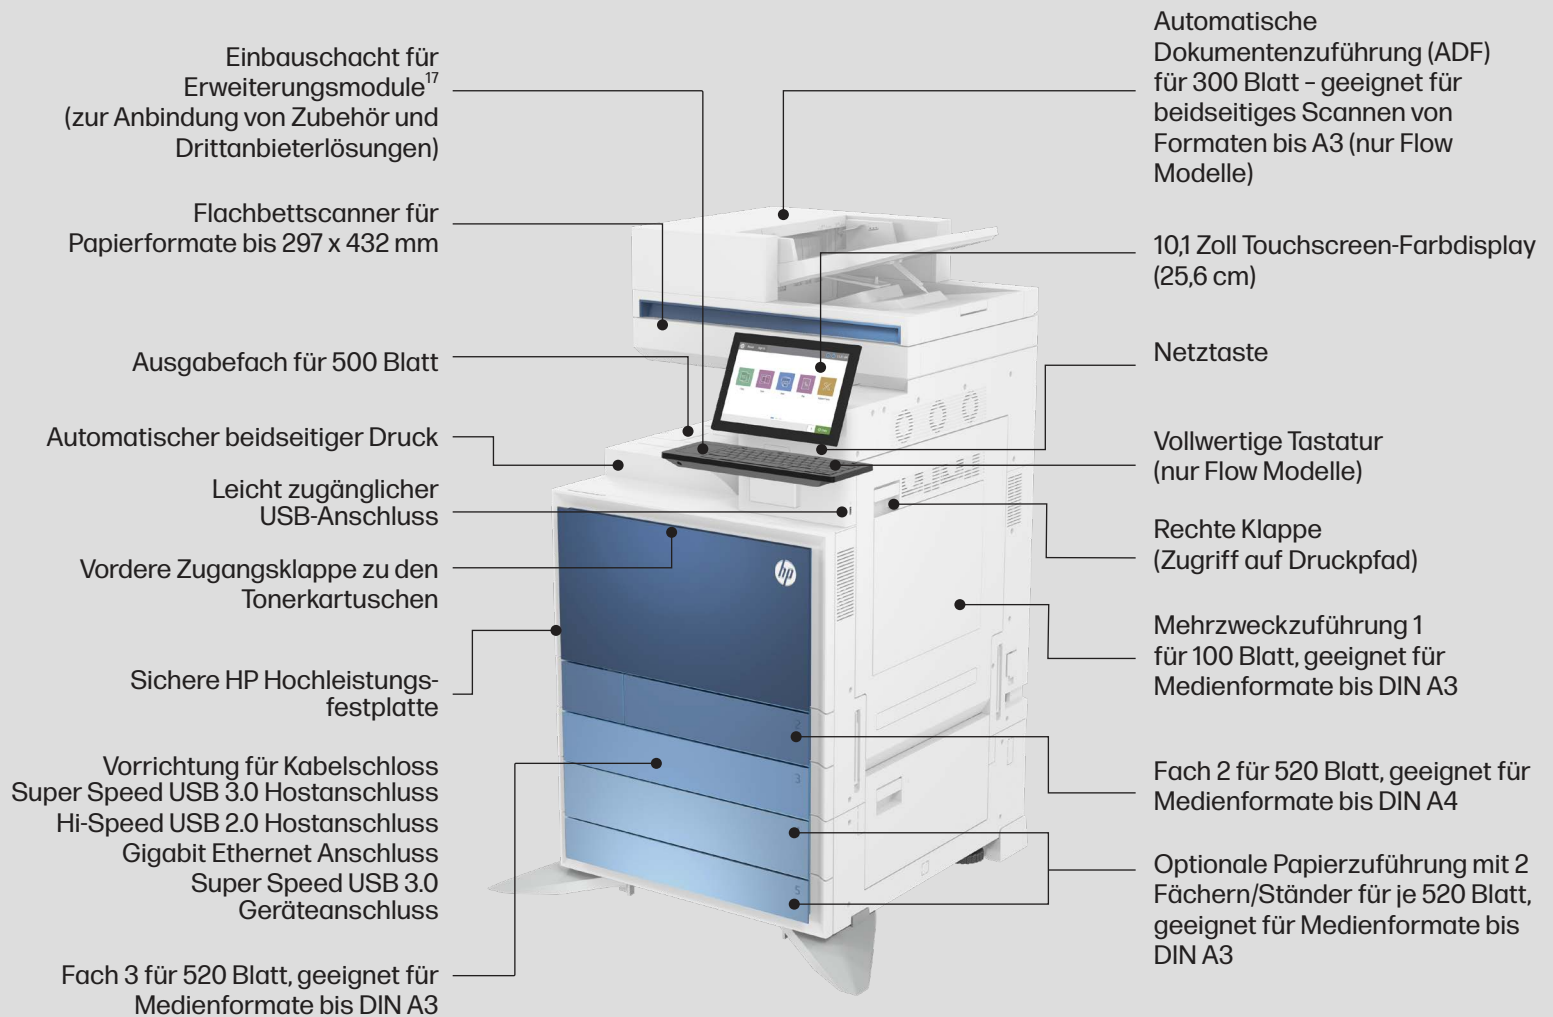 Einbauschacht für
Erweiterungsmodule17
(zur Anbindung von Zubehör und
Drittanbieterlösungen)
Flachbettscanner für
Papierformate bis 297 x 432 mm
Ausgabefach für 500 Blatt
Automatischer beidseitiger Druck
Leicht zugänglicher
USB-Anschluss
Vordere Zugangsklappe zu den
Tonerkartuschen
Sichere HP Hochleistungs-
festplatte
Vorrichtung für Kabelschloss
Super Speed USB 3.0 Hostanschluss
Hi-Speed USB 2.0 Hostanschluss
Gigabit Ethernet Anschluss
Super Speed USB 3.0
Geräteanschluss
Fach 3 für 520 Blatt, geeignet für
Medienformate bis DIN A3
hp
2
3
5
Automatische
Dokumentenzuführung (ADF)
für 300 Blatt – geeignet für
beidseitiges Scannen von
Formaten bis A3 (nur Flow
Modelle)
10,1 Zoll Touchscreen-Farbdisplay
(25,6 cm)
Netztaste
Vollwertige Tastatur
(nur Flow Modelle)
Rechte Klappe
(Zugriff auf Druckpfad)
Mehrzweckzuführung 1
für 100 Blatt, geeignet für
Medienformate bis DIN A3
Fach 2 für 520 Blatt, geeignet für
Medienformate bis DIN A4
Optionale Papierzuführung mit 2
Fächern/Ständer für je 520 Blatt,
geeignet für Medienformate bis
DIN A3